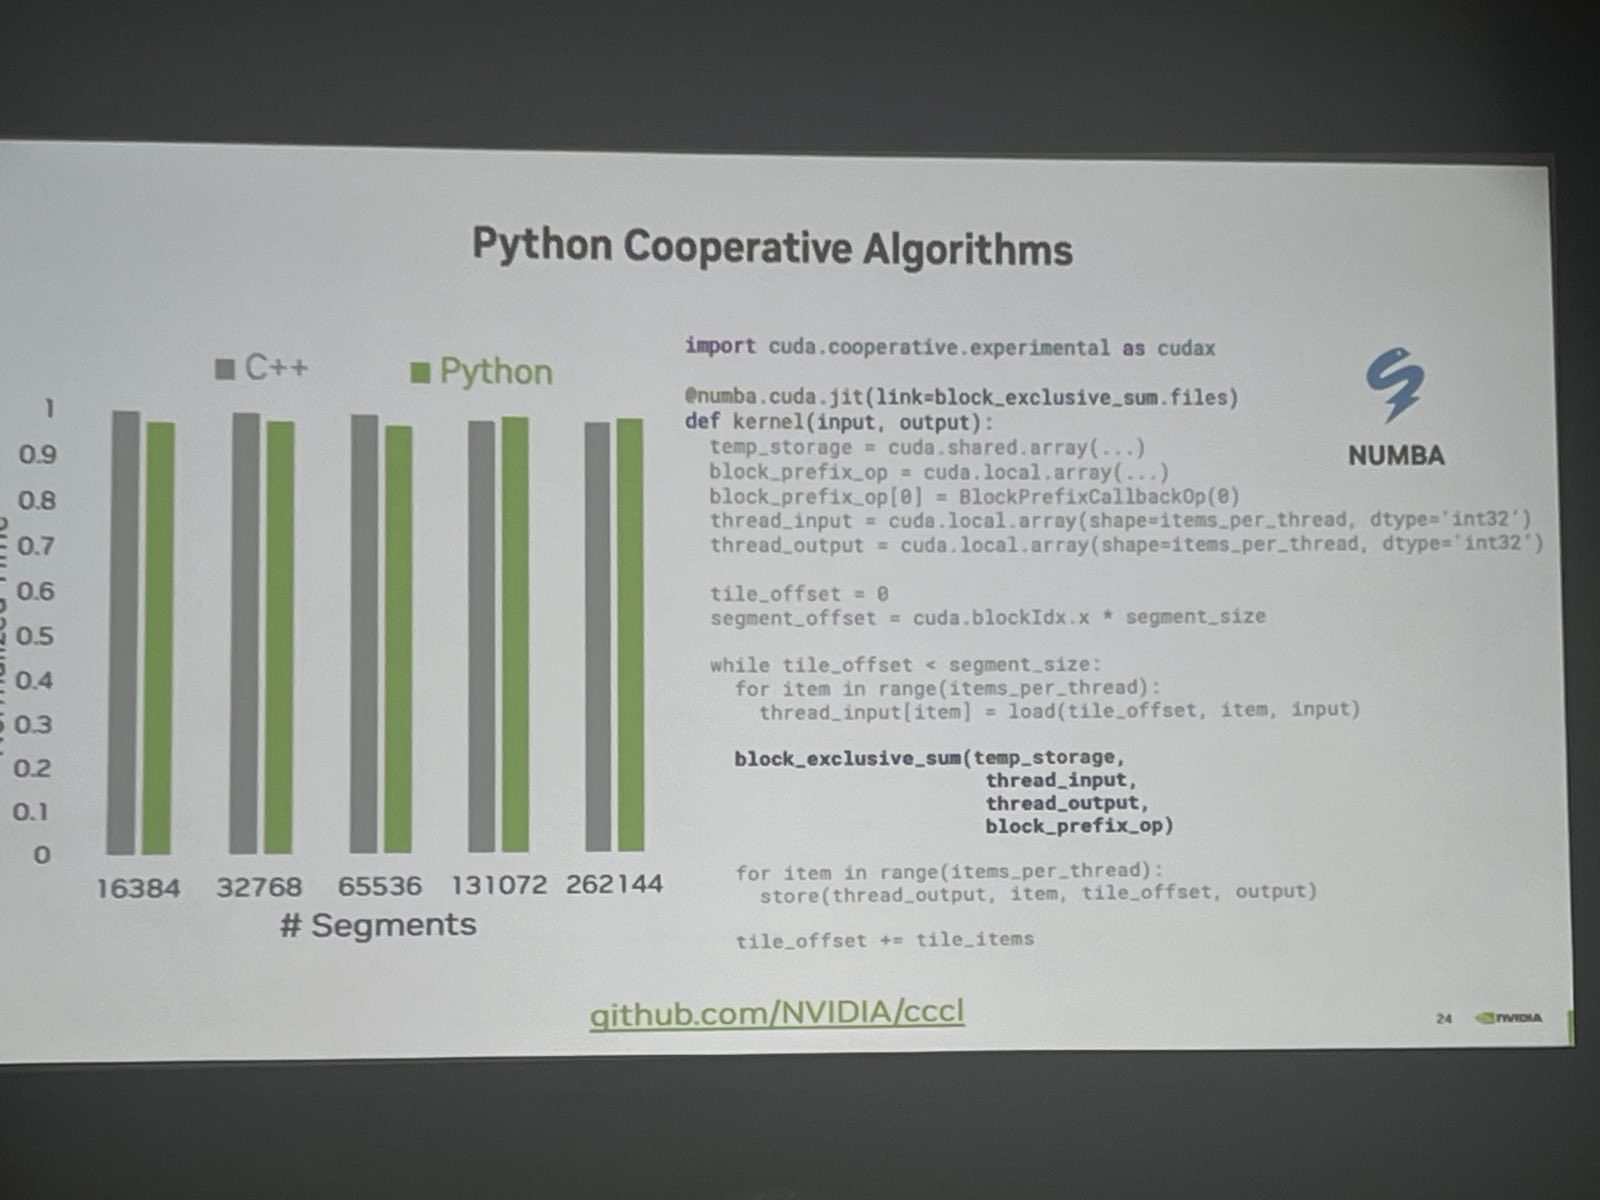 Python Cooperative Algorithms
C++ Python
1
0.9
0.8
0.7
0.6
0.5
0.4
0.3
0.2
0.1
0
16384 32768 65536 131072 262144
# Segments
import cuda.cooperative.experimental as cudax
@numba.cuda.jit(link=block_exclusive_sum.files)
def kernel(input, output):
temp_storage = cuda.shared.array(...)
block_prefix_op = cuda.local.array(...)
block_prefix_op[0] = BlockPrefixCallbackOp(0)
thread_input = cuda.local.array(shape=items_per_thread, dtype='int32')
thread_output = cuda.local.array(shape=items_per_thread, dtype='int32')
tile_offset = 0
segment_offset = cuda.blockIdx.x * segment_size
while tile_offset < segment_size:
for item in range(items_per_thread):
thread_input[item] = load(tile_offset, item, input)
block_exclusive_sum(temp_storage,
thread_input,
thread_output,
block_prefix_op)
for item in range(items_per_thread):
store(thread_output, item, tile_offset, output)
tile_offset += tile_items
NUMBA
github.com/NVIDIA/cccl
24 NVIDIA